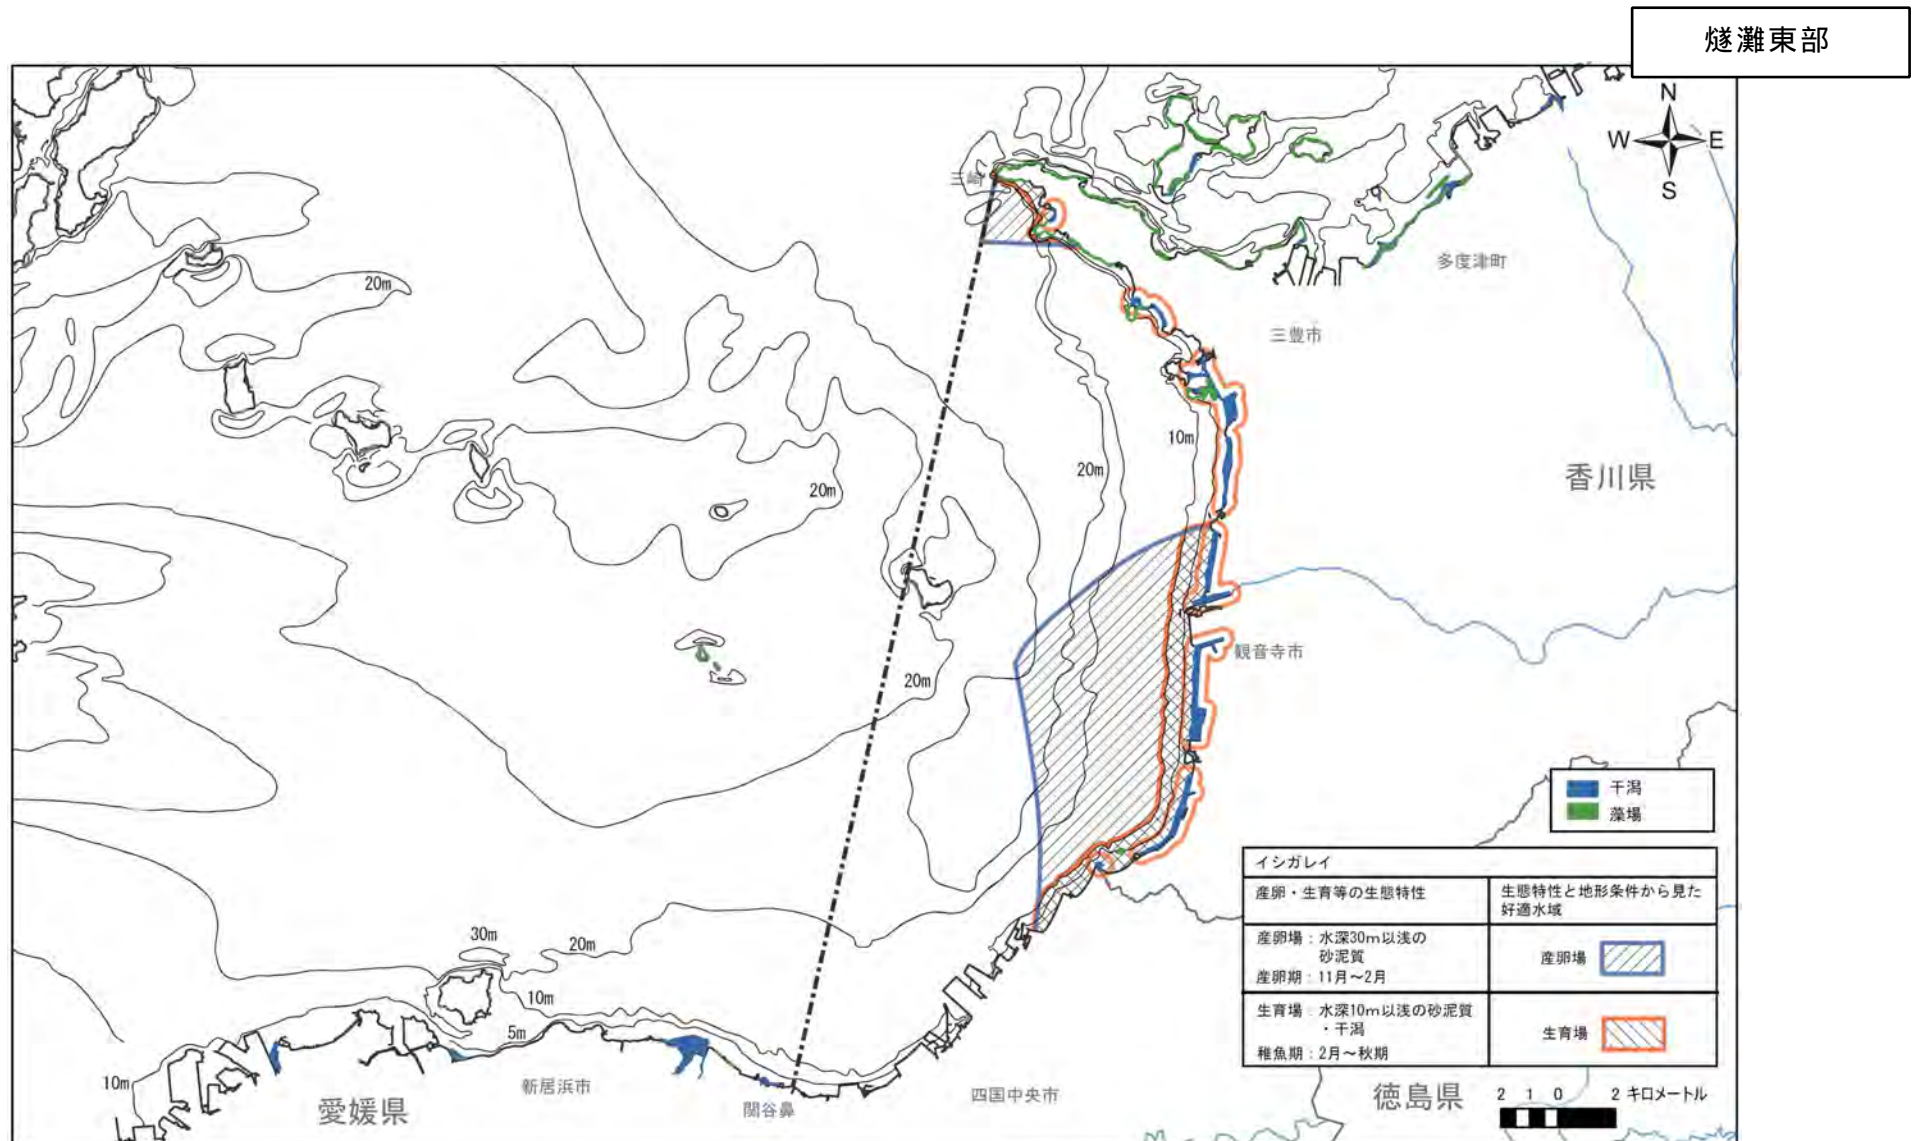 燧灘東部
N
W
E
S
三崎
多度津町
20m
三豊市
10m
20m
香川県
20m
観音寺市
20m
干潟
藻場
イシガレイ
産卵・生育等の生態特性
生態特性と地形条件から見た
好適水域
産卵場：水深30m以浅の
砂泥質
産卵期：11月～2月
産卵場
生育場：水深10m以浅の砂泥質
・干潟
稚魚期：2月～秋期
生育場
30m
20m
10m
5m
10m
新居浜市
愛媛県
関谷鼻
四国中央市
徳島県
2 1 0 2 キロメートル